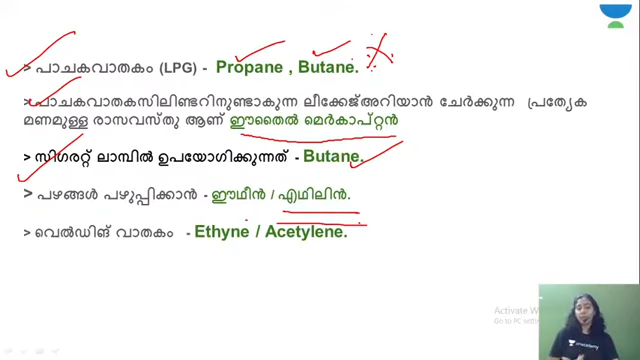 > പാചകവാതകം (LPG) - Propane , Butane.
> പാചകവാതകസിലിണ്ടറിനുണ്ടാകുന്ന ലീക്കേജ്അറിയാൻ ചേർക്കുന്ന പ്രത്യേക
മണമുള്ള രാസവസ്തു ആണ് ഈതൈൽ മെർകാപ്റ്റൻ
> സിഗരറ്റ് ലാമ്പിൽ ഉപയോഗിക്കുന്നത് - Butane.
> പഴങ്ങൾ പഴുപ്പിക്കാൻ - ഈഥീൻ / എഥിലിൻ.
> വെൽഡിങ് വാതകം - Ethyne / Acetylene.
Activate
Go to PC
unacademy